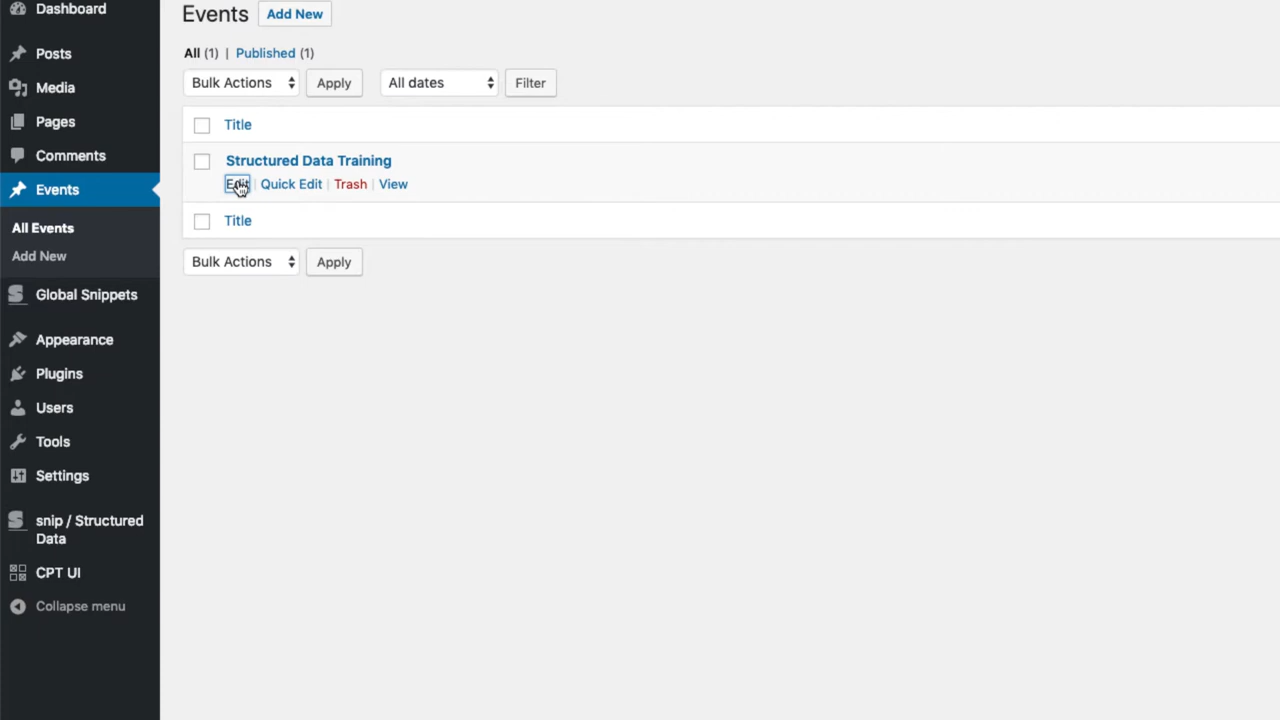 Dashboard
Posts
Media
Pages
Comments
Events
All Events
Add New
Global Snippets
Appearance
Plugins
Users
Tools
Settings
snip / Structured
Data
CPT UI
Collapse menu
Events Add New
All (1) | Published (1)
Bulk Actions Apply All dates Filter
Title
Structured Data Training
Edit | Quick Edit | Trash | View
Title
Bulk Actions Apply